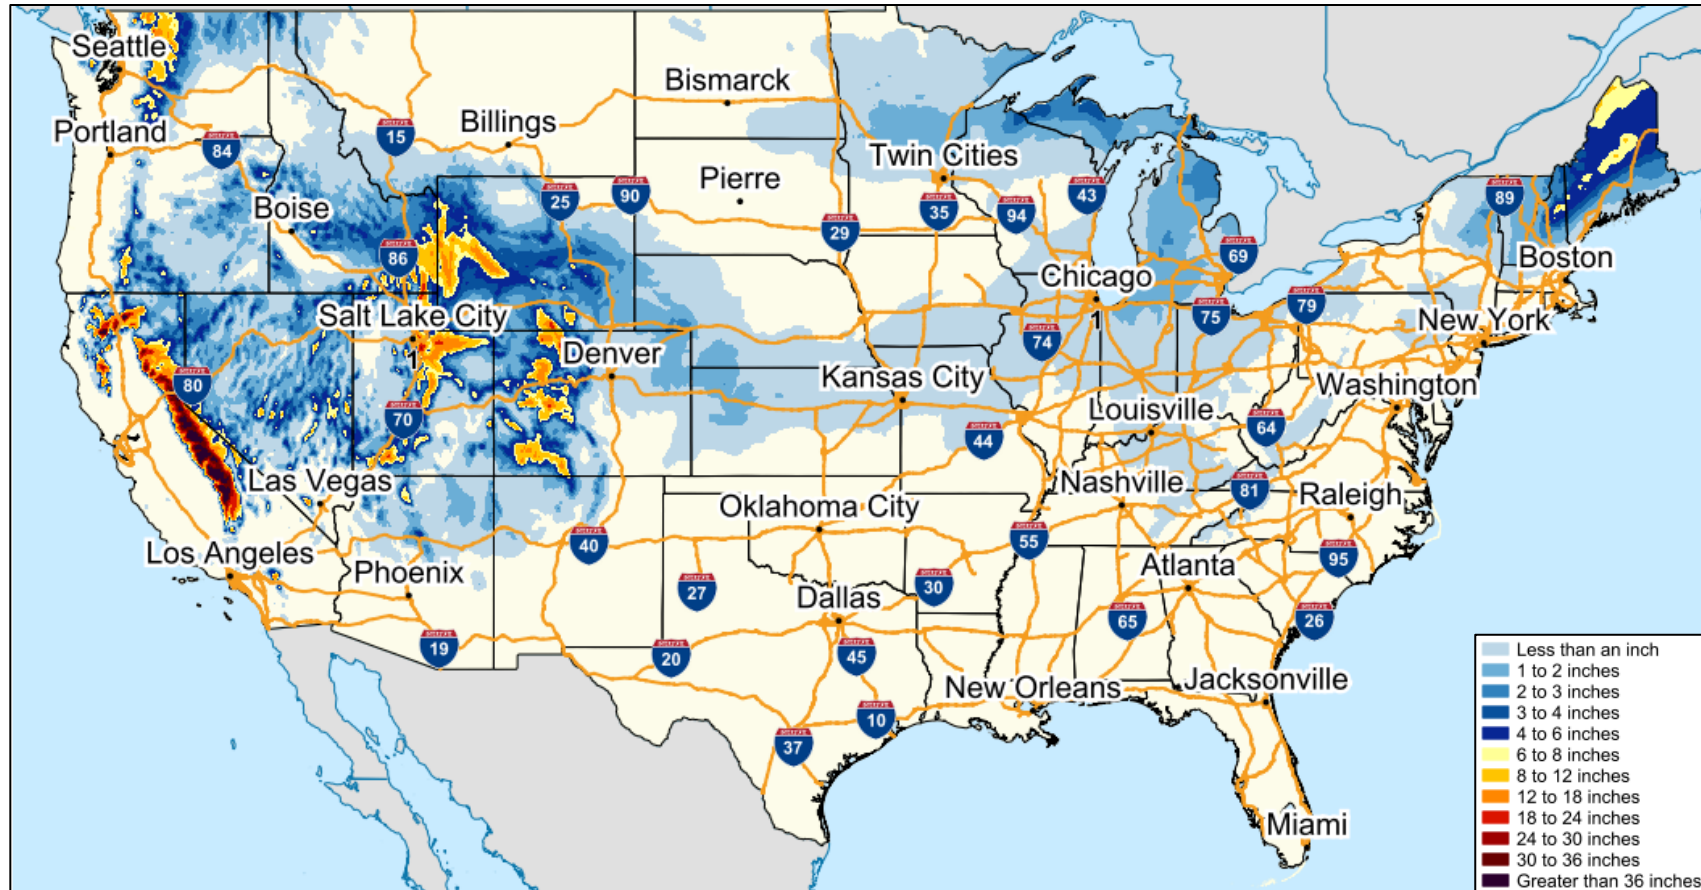 Seattle
Bismarck
Portland
84
15
Billings
Twin Cities
Pierre
Boise
25
90
35
94
43
89
29
86
69
Boston
Chicago
Salt Lake City
1
75
79
New York
1
Denver
74
80
Kansas City
Washington
70
Louisville
64
44
Las Vegas
Nashville
81
Raleigh
Oklahoma City
Los Angeles
40
55
95
Phoenix
Atlanta
27
Dallas
30
65
26
19
20
45
New Orleans
Jacksonville
10
37
Miami
Less than an inch
1 to 2 inches
2 to 3 inches
3 to 4 inches
4 to 6 inches
6 to 8 inches
8 to 12 inches
12 to 18 inches
18 to 24 inches
24 to 30 inches
30 to 36 inches
Greater than 36 inches